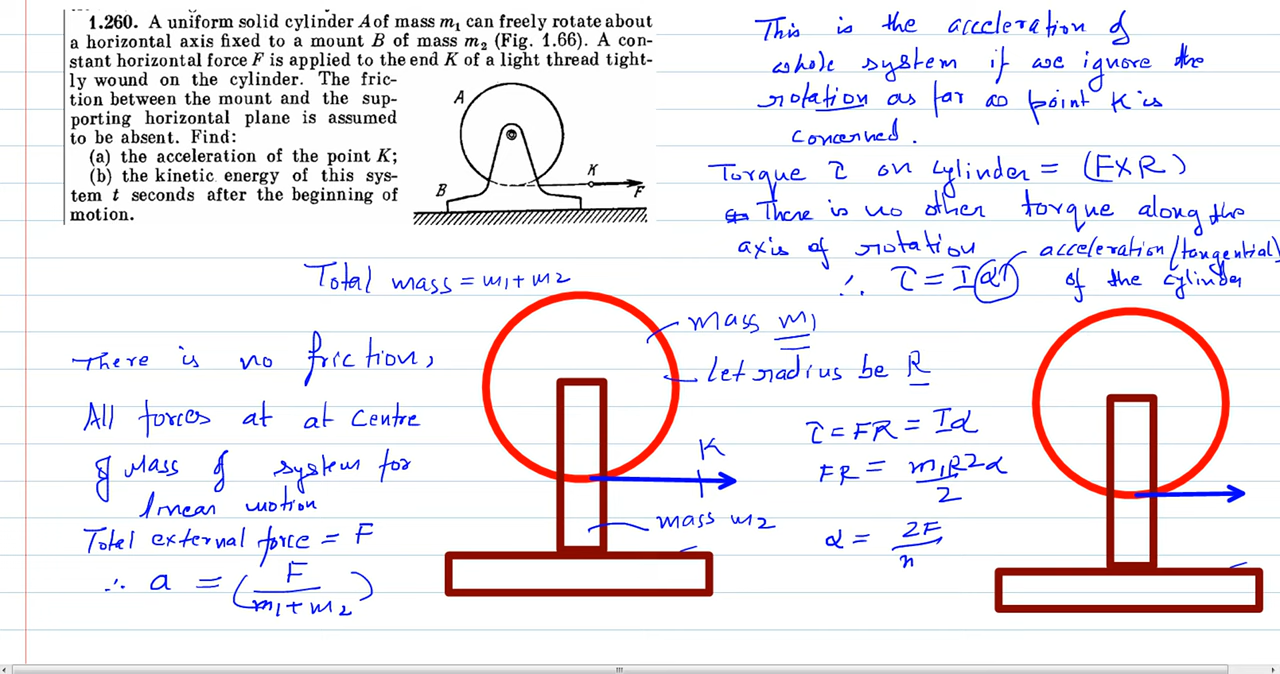 1.260. A uniform solid cylinder A of mass m₁ can freely rotate about
a horizontal axis fixed to a mount B of mass m₂ (Fig. 1.66). A con-
stant horizontal force F is applied to the end K of a light thread tight-
ly wound on the cylinder. The fric-
tion between the mount and the sup-
porting horizontal plane is assumed
to be absent. Find:
(a) the acceleration of the point K;
(b) the kinetic energy of this sys-
tem t seconds after the beginning of
motion.
A
B
K
F
This is the acceleration of
whole system if we ignore the
rotation as far as point K is
concerned.
Torque τ on cylinder = (F×R)
There is no other torque along the
axis of rotation
acceleration/tangential
∴ τ = I α
of the cylinder
Total mass = m1 + m2
There is no friction,
All forces at at centre
of Mass of system for
linear motion
Total external force = F
∴ a = (F / m1 + m2)
mass m1
Let radius be R
K
mass m2
τ = FR = Iα
FR = m1R2α / 2
α = 2F